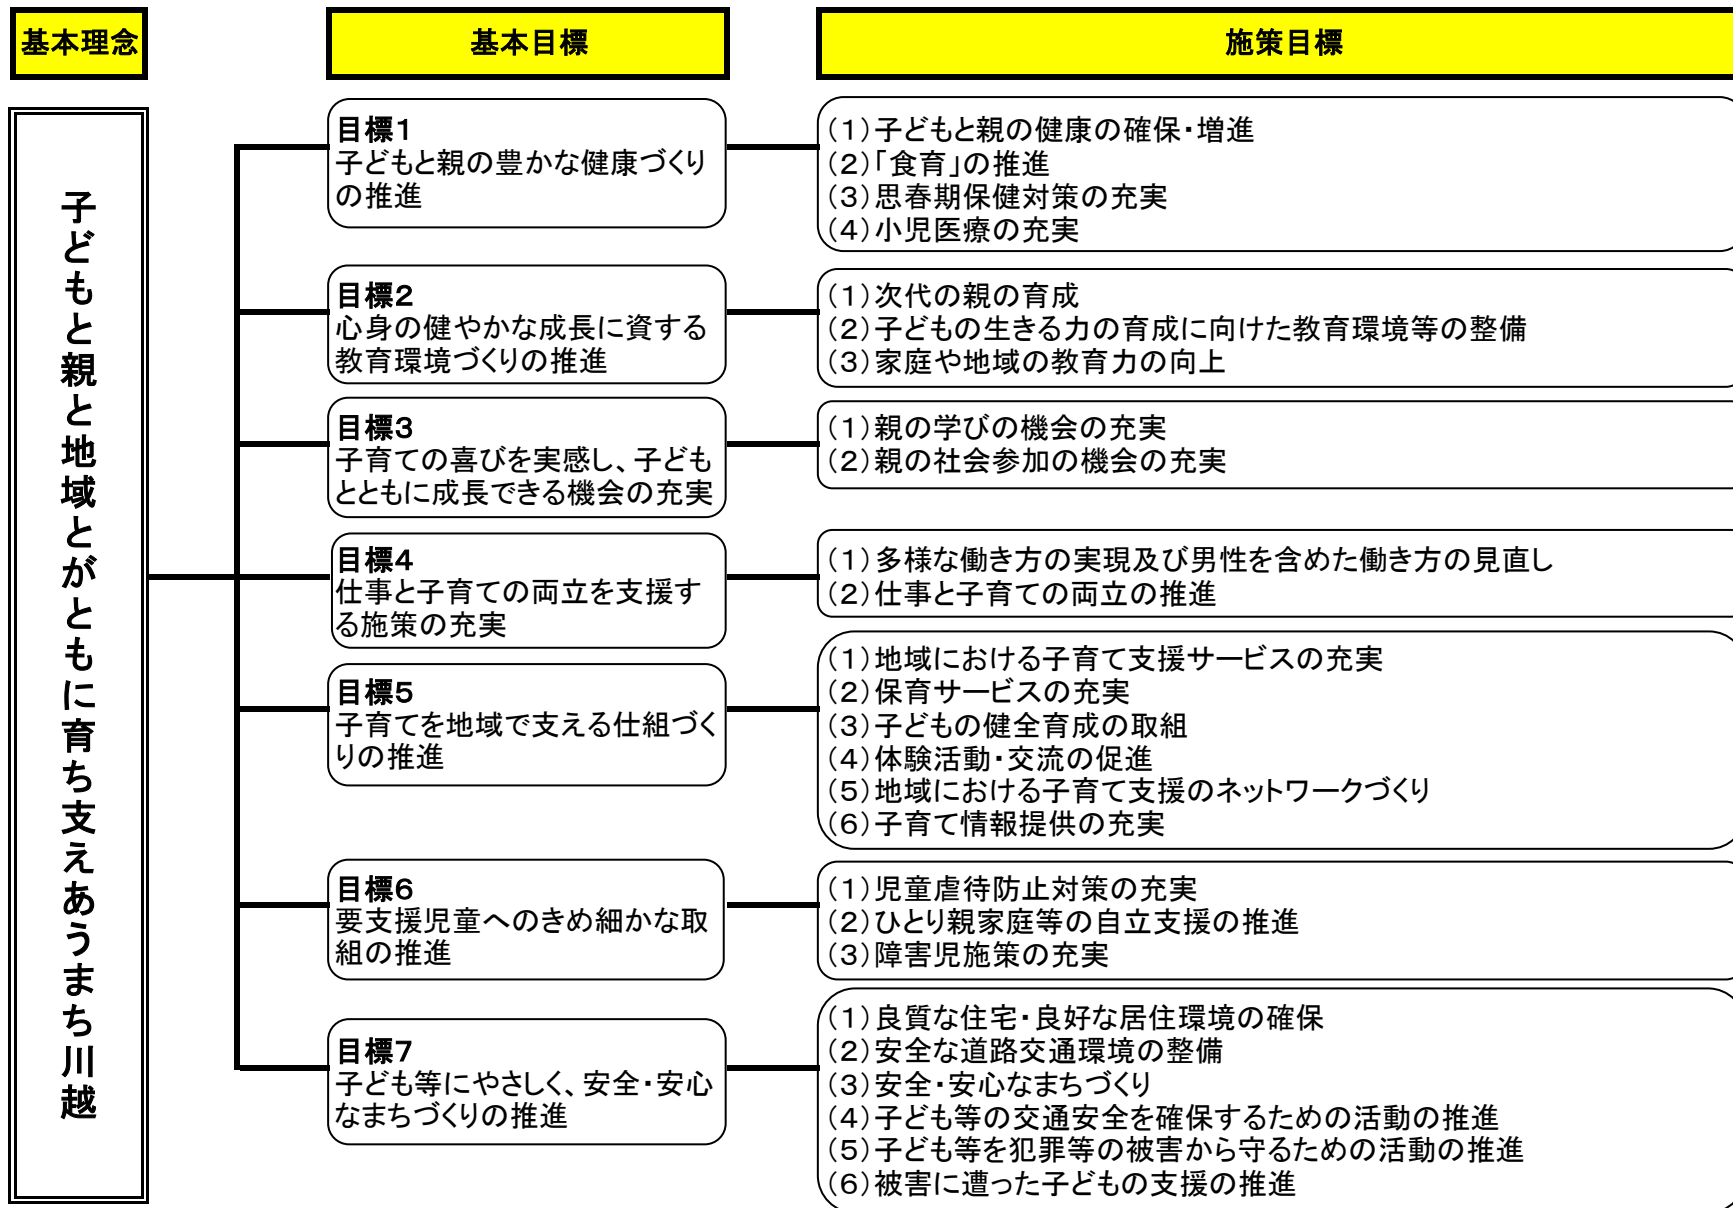 基本理念
基本目標
施策目標
子どもと親と地域とがともに育ち支えあうまち川越
目標1
子どもと親の豊かな健康づくり
の推進
(1)子どもと親の健康の確保・増進
(2)「食育」の推進
(3)思春期保健対策の充実
(4)小児医療の充実
目標2
心身の健やかな成長に資する
教育環境づくりの推進
(1)次代の親の育成
(2)子どもの生きる力の育成に向けた教育環境等の整備
(3)家庭や地域の教育力の向上
目標3
子育ての喜びを実感し、子ども
とともに成長できる機会の充実
(1)親の学びの機会の充実
(2)親の社会参加の機会の充実
目標4
仕事と子育ての両立を支援す
る施策の充実
(1)多様な働き方の実現及び男性を含めた働き方の見直し
(2)仕事と子育ての両立の推進
目標5
子育てを地域で支える仕組づく
りの推進
(1)地域における子育て支援サービスの充実
(2)保育サービスの充実
(3)子どもの健全育成の取組
(4)体験活動・交流の促進
(5)地域における子育て支援のネットワークづくり
(6)子育て情報提供の充実
目標6
要支援児童へのきめ細かな取
組の推進
(1)児童虐待防止対策の充実
(2)ひとり親家庭等の自立支援の推進
(3)障害児施策の充実
目標7
子ども等にやさしく、安全・安心
なまちづくりの推進
(1)良質な住宅・良好な居住環境の確保
(2)安全な道路交通環境の整備
(3)安全・安心なまちづくり
(4)子ども等の交通安全を確保するための活動の推進
(5)子ども等を犯罪等の被害から守るための活動の推進
(6)被害に遭った子どもの支援の推進